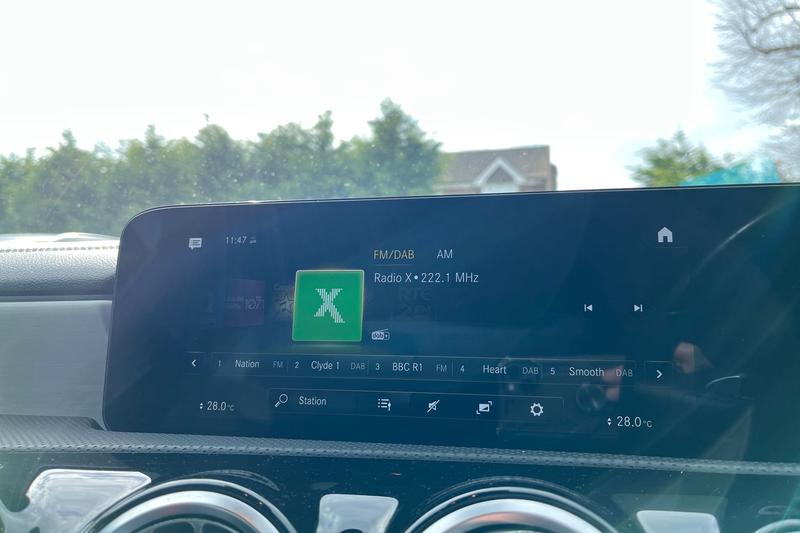 11:47
FM/DAB AM
Radio X • 222.1 MHz
X
dab+
1 Nation FM 2 Clyde 1 DAB 3 BBC R1 FM 4 Heart DAB 5 Smooth DAB
Station
28.0°C
28.0°C